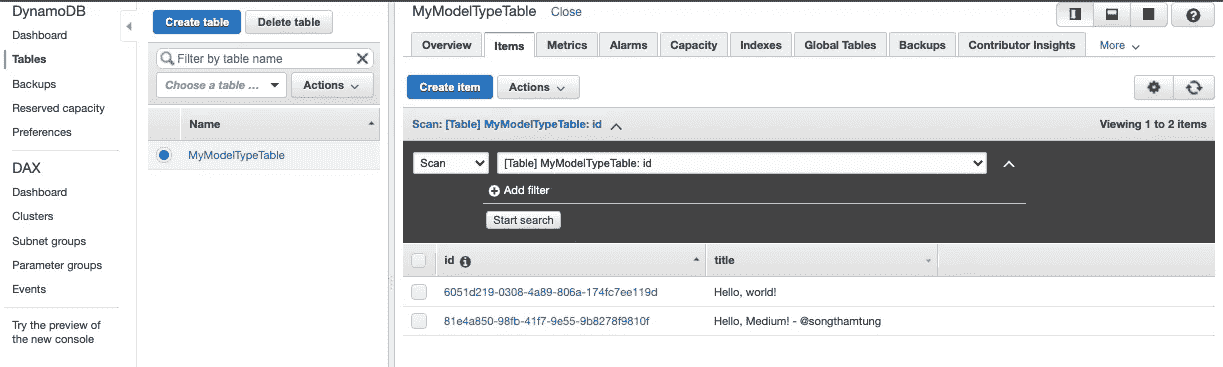 DynamoDB
Dashboard
Tables
Backups
Reserved capacity
Preferences
DAX
Dashboard
Clusters
Subnet groups
Parameter groups
Events
Try the preview of
the new console
Create table Delete table
Filter by table name
Choose a table ... Actions
Name
MyModelTypeTable
MyModelTypeTable Close
Overview Items Metrics Alarms Capacity Indexes Global Tables Backups Contributor Insights More
Create item Actions
Scan: [Table] MyModelTypeTable: id Viewing 1 to 2 items
Scan [Table] MyModelTypeTable: id
Add filter
Start search
id title
6051d219-0308-4a89-806a-174fc7ee119d Hello, world!
81e4a850-98fb-41f7-9e55-9b8278f9810f Hello, Medium! - @songthamtung